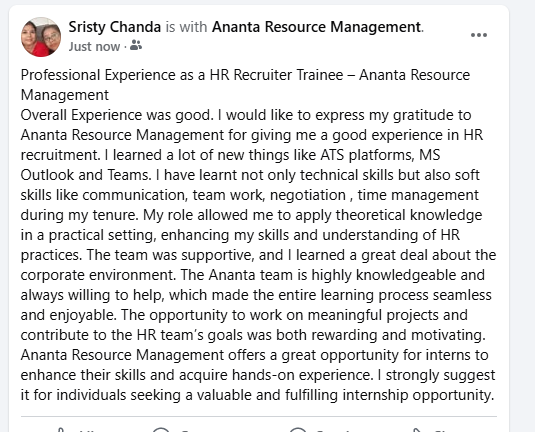 Sristy Chanda is with Ananta Resource Management.
Just now ·
Professional Experience as a HR Recruiter Trainee – Ananta Resource
Management
Overall Experience was good. I would like to express my gratitude to
Ananta Resource Management for giving me a good experience in HR
recruitment. I learned a lot of new things like ATS platforms, MS
Outlook and Teams. I have learnt not only technical skills but also soft
skills like communication, team work, negotiation , time management
during my tenure. My role allowed me to apply theoretical knowledge
in a practical setting, enhancing my skills and understanding of HR
practices. The team was supportive, and I learned a great deal about the
corporate environment. The Ananta team is highly knowledgeable and
always willing to help, which made the entire learning process seamless
and enjoyable. The opportunity to work on meaningful projects and
contribute to the HR team's goals was both rewarding and motivating.
Ananta Resource Management offers a great opportunity for interns to
enhance their skills and acquire hands-on experience. I strongly suggest
it for individuals seeking a valuable and fulfilling internship opportunity.